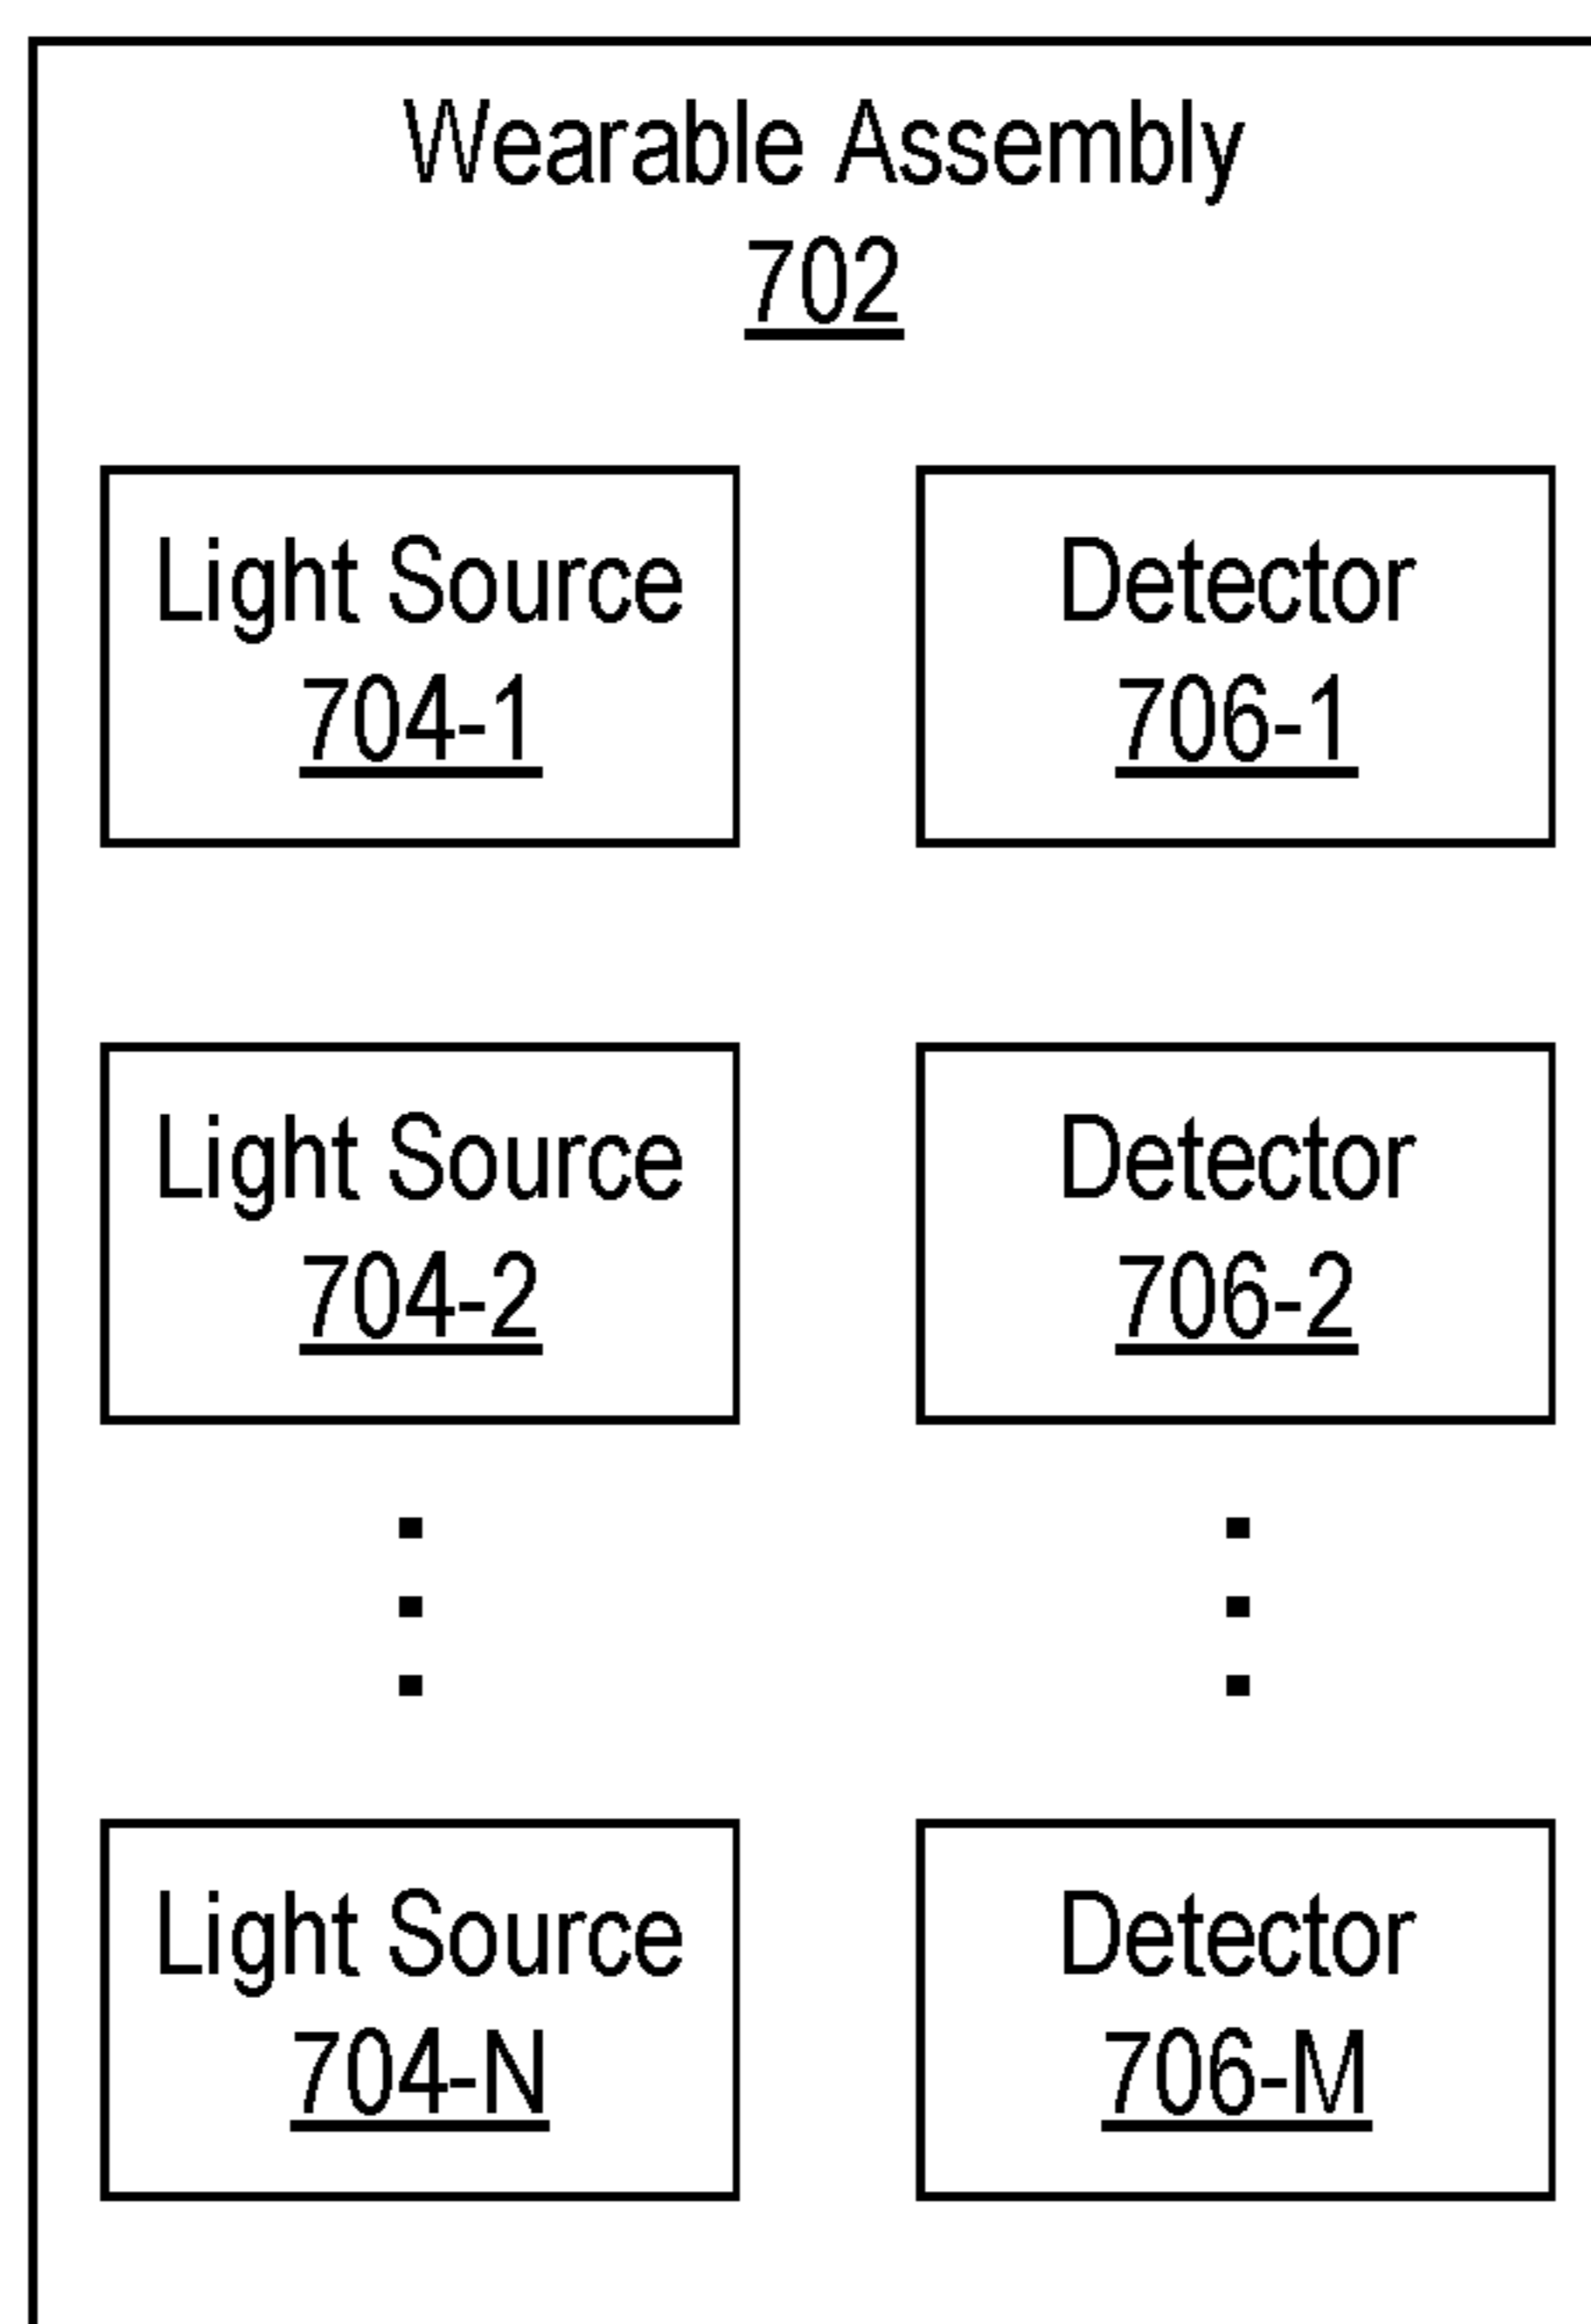 Wearable Assembly
702
Light Source
704-1
Detector
706-1
Light Source
704-2
Detector
706-2
Light Source
704-N
Detector
706-M